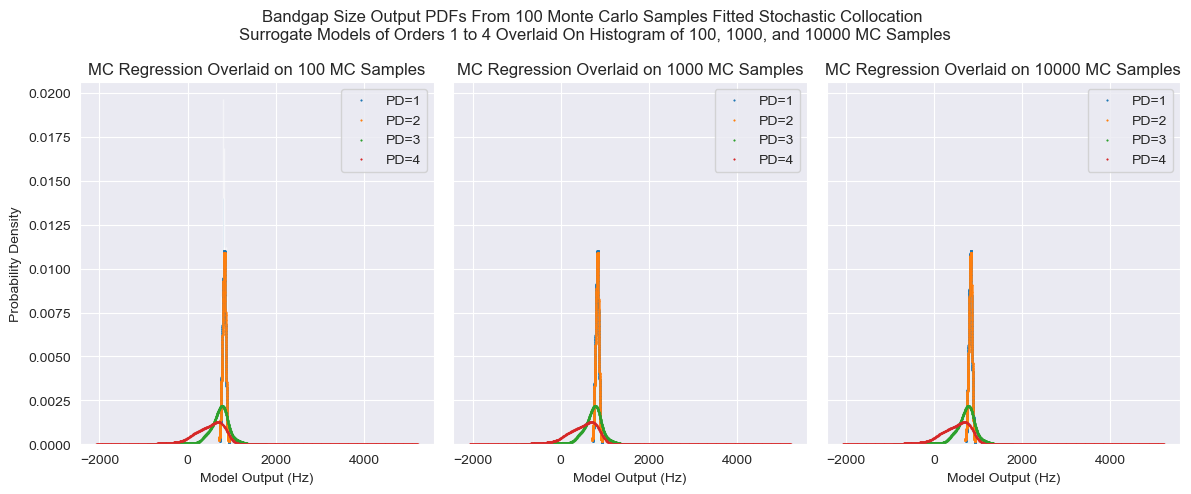 Bandgap Size Output PDFs From 100 Monte Carlo Samples Fitted Stochastic Collocation
Surrogate Models of Orders 1 to 4 Overlaid On Histogram of 100, 1000, and 10000 MC Samples
MC Regression Overlaid on 100 MC Samples
MC Regression Overlaid on 1000 MC Samples
MC Regression Overlaid on 10000 MC Samples
Probability Density
0.0200
0.0175
0.0150
0.0125
0.0100
0.0075
0.0050
0.0025
0.0000
PD=1
PD=2
PD=3
PD=4
PD=1
PD=2
PD=3
PD=4
PD=1
PD=2
PD=3
PD=4
−2000 0 2000 4000
−2000 0 2000 4000
−2000 0 2000 4000
Model Output (Hz)
Model Output (Hz)
Model Output (Hz)